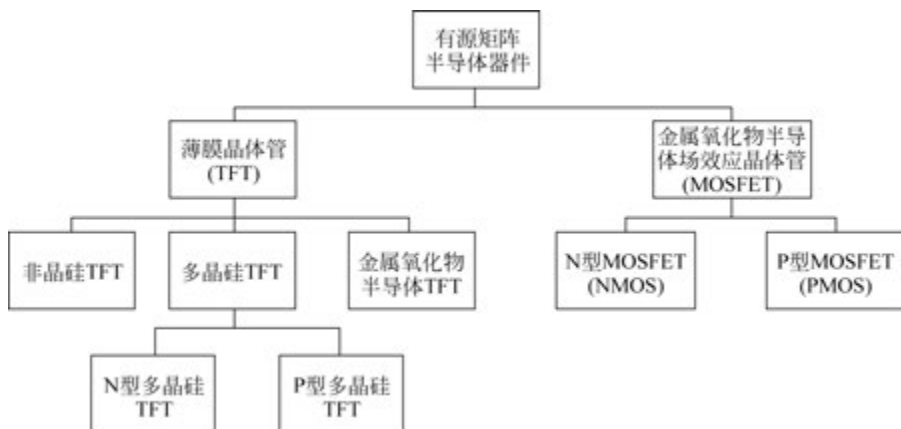 有源矩阵
半导体器件
薄膜晶体管
(TFT)
金属氧化物半导
体场效应晶体管
(MOSFET)
非晶硅TFT
多晶硅TFT
金属氧化物
半导体TFT
N型MOSFET
(NMOS)
P型MOSFET
(PMOS)
N型多晶硅
TFT
P型多晶硅
TFT